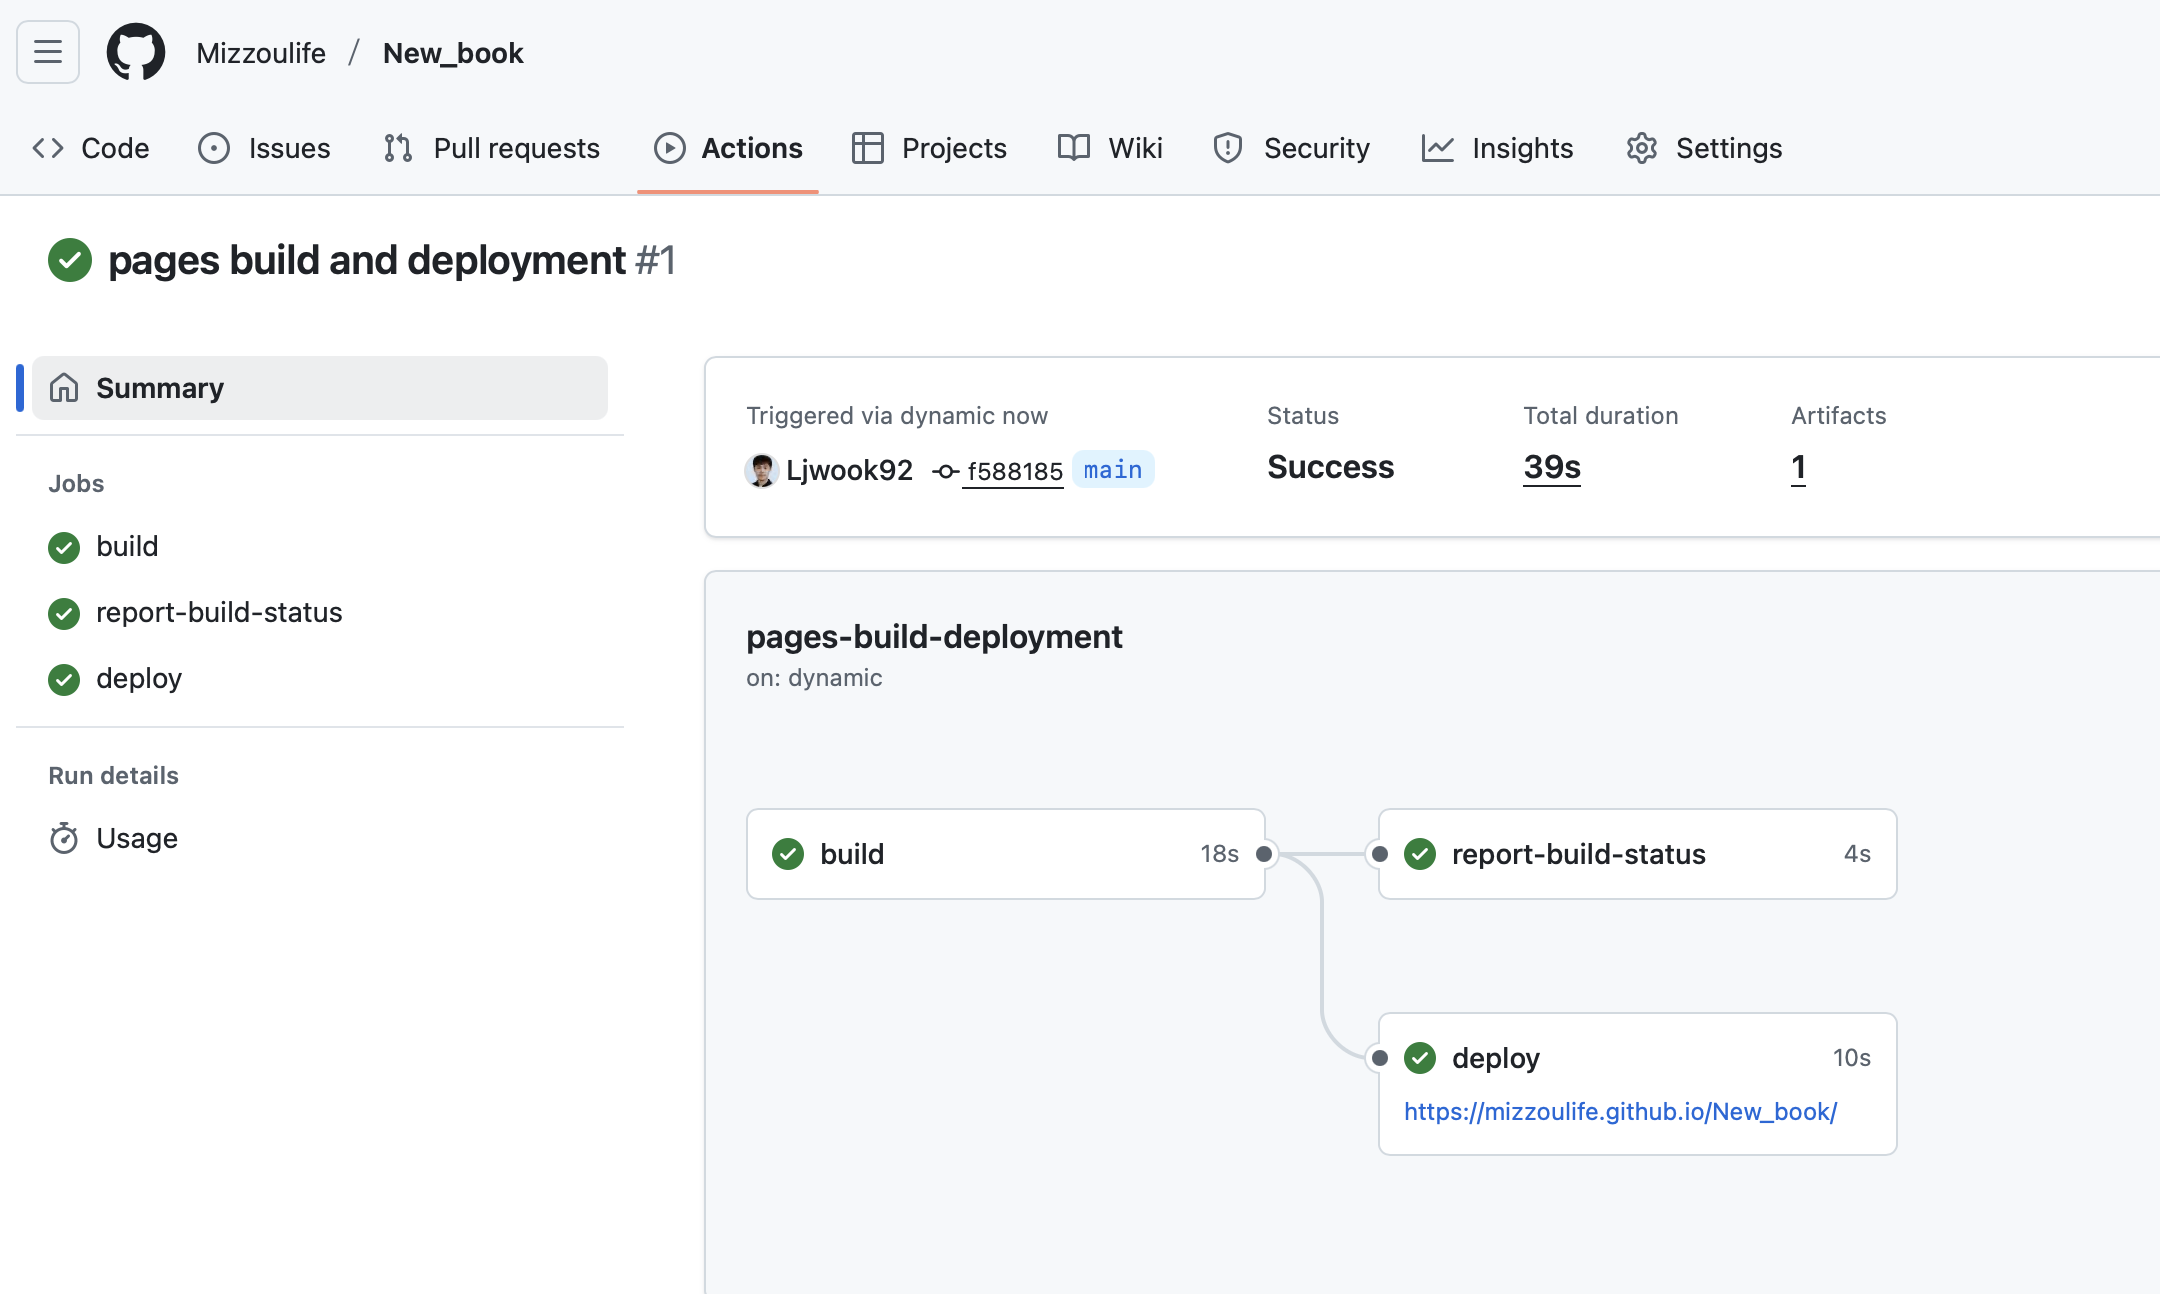 Mizzoulife / New_book
Code Issues Pull requests Actions Projects Wiki Security Insights Settings
pages build and deployment #1
Summary
Jobs
build
report-build-status
deploy
Run details
Usage
Triggered via dynamic now
Ljwook92 f588185 main
Status
Success
Total duration
39s
Artifacts
1
pages-build-deployment
on: dynamic
build 18s
report-build-status 4s
deploy 10s
https://mizzoulife.github.io/New_book/